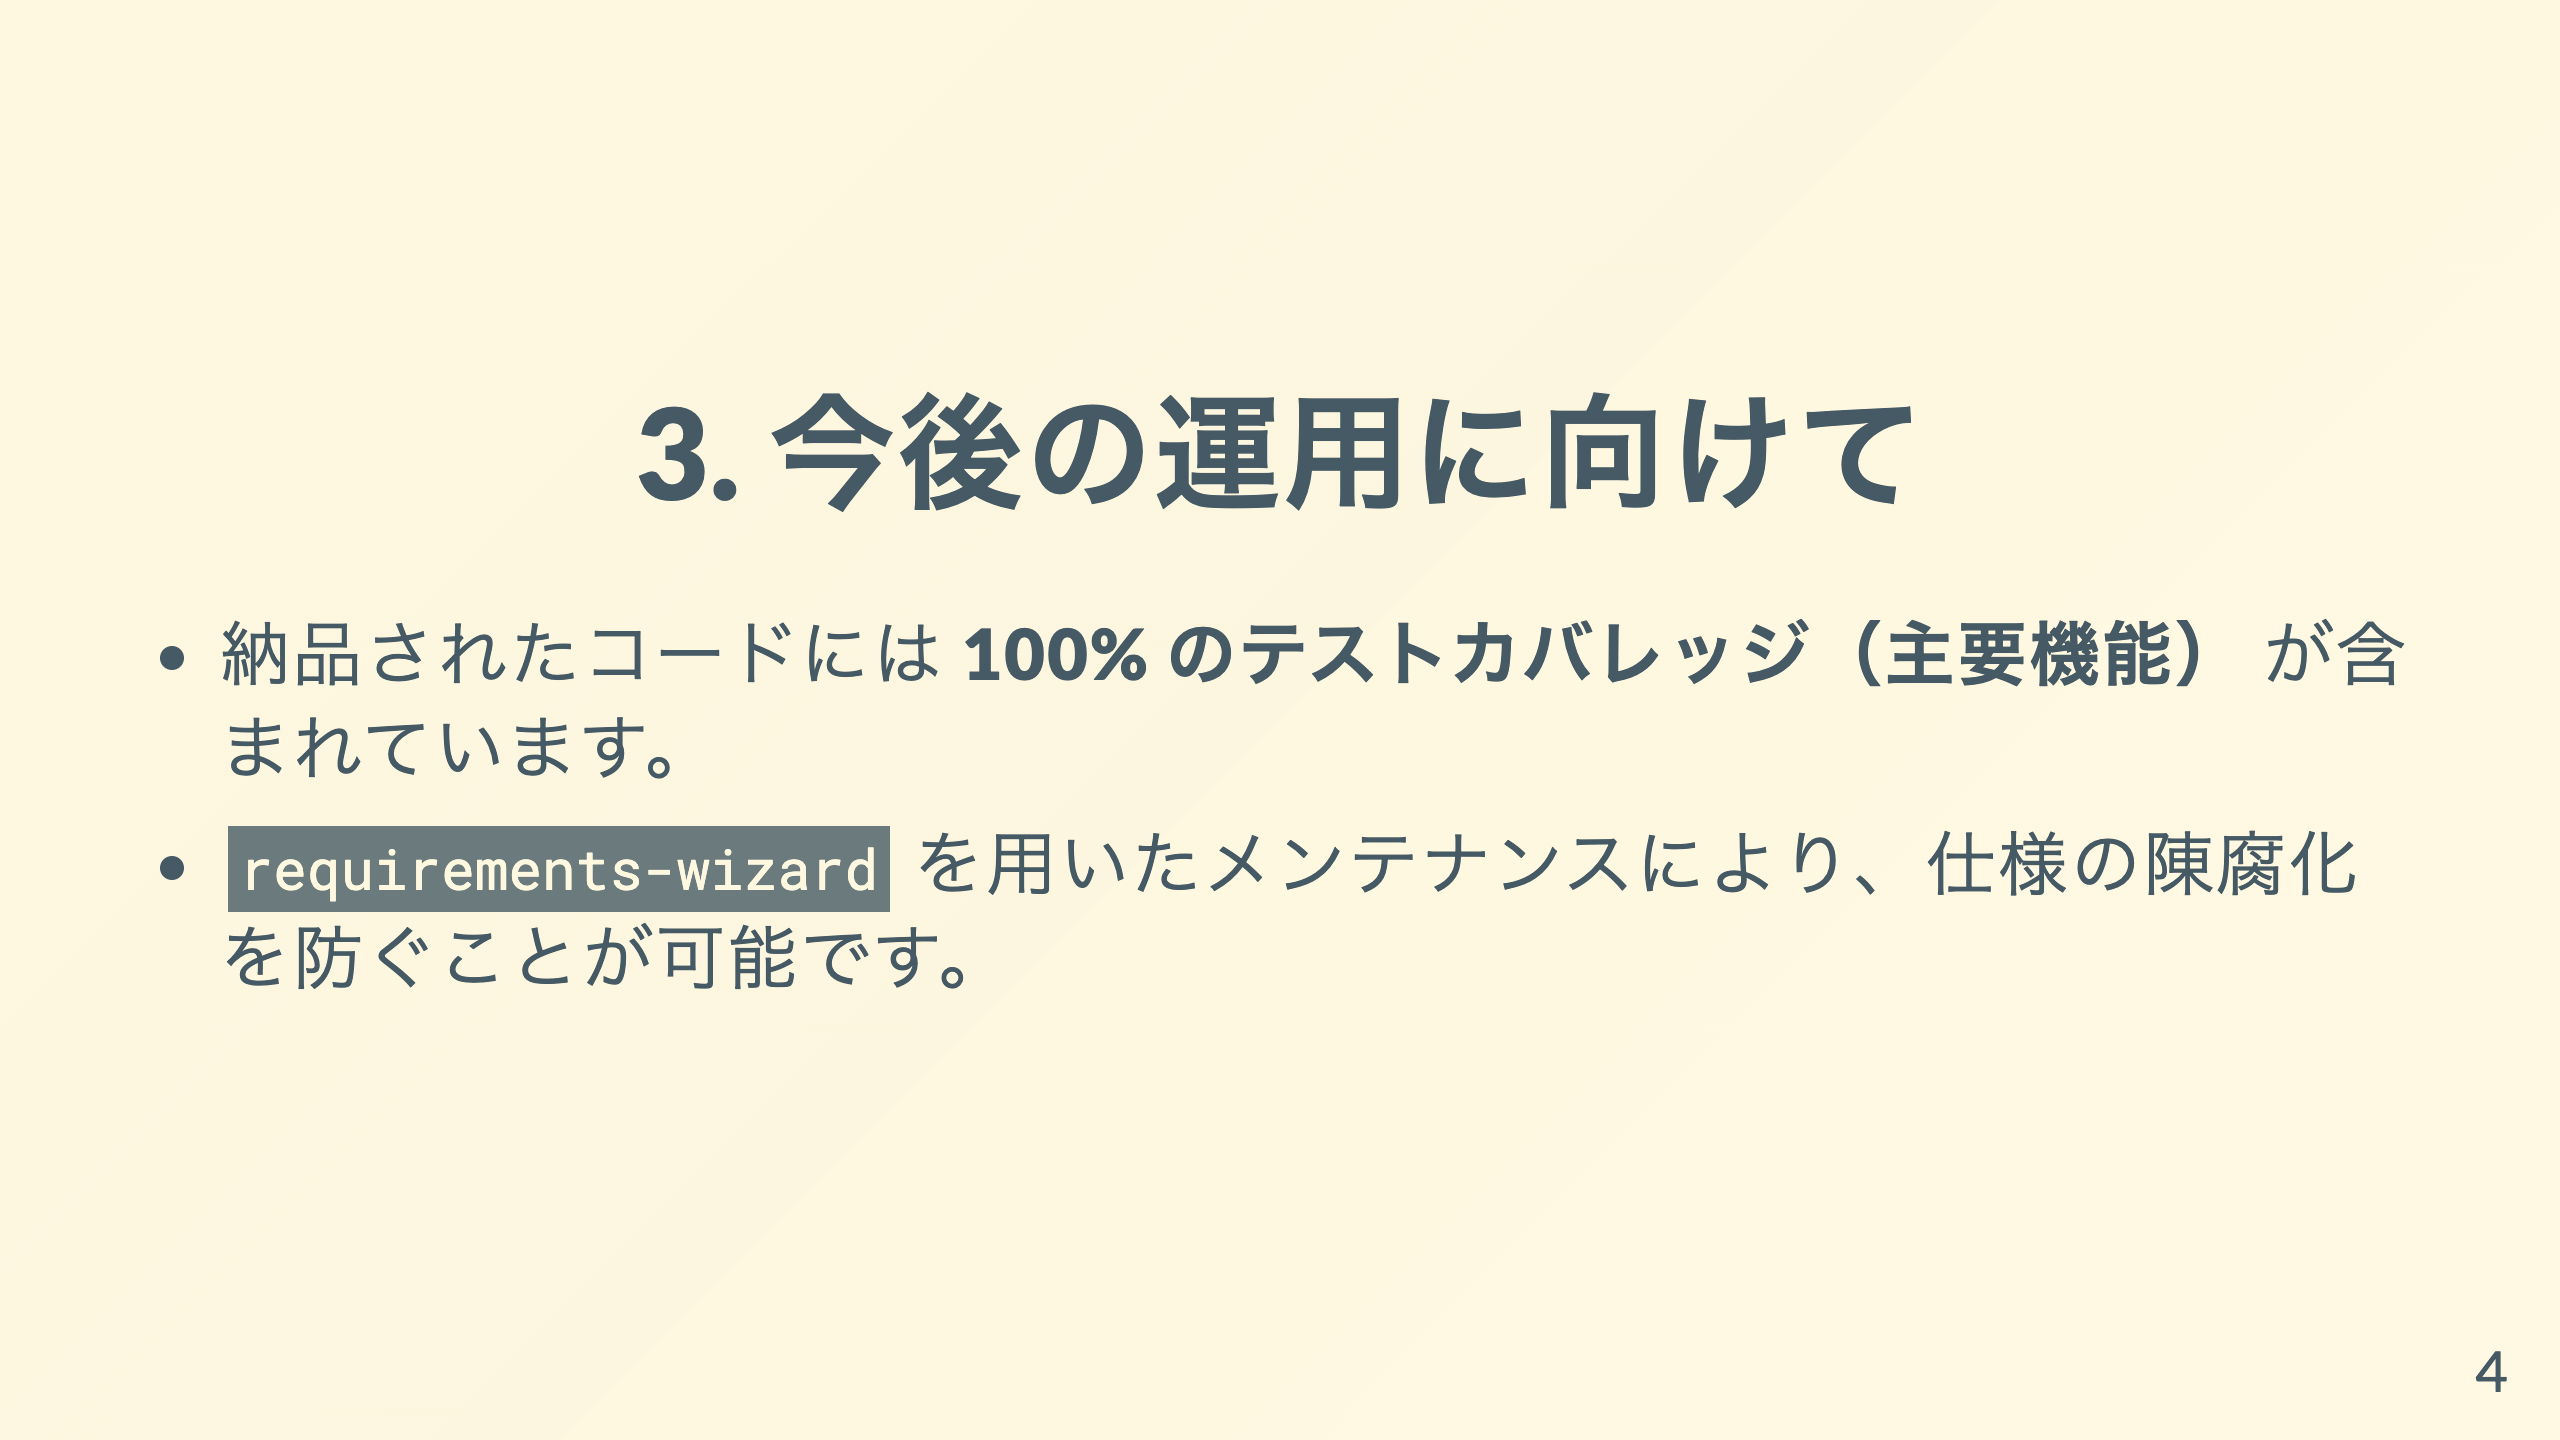 3. 今後の運用に向けて
• 納品されたコードには 100% のテストカバレッジ（主要機能） が含
まれています。
• requirements-wizard を用いたメンテナンスにより、仕様の陳腐化
を防ぐことが可能です。
4